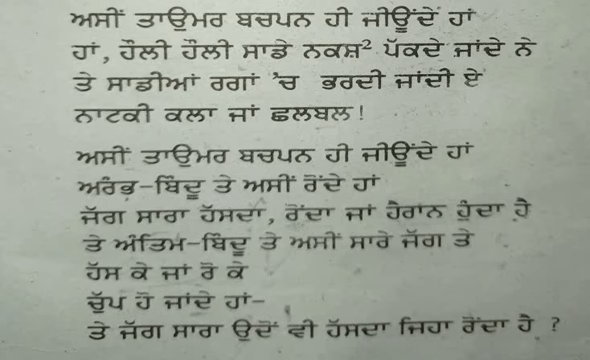 ਅਸੀਂ ਤਾਉਮਰ ਬਚਪਨ ਹੀ ਜੀਊਂਦੇ ਹਾਂ
ਹਾਂ, ਹੌਲੀ ਹੌਲੀ ਸਾਡੇ ਨਕਸ਼² ਪੱਕਦੇ ਜਾਂਦੇ ਨੇ
ਤੇ ਸਾਡੀਆਂ ਰਗਾਂ 'ਚ ਭਰਦੀ ਜਾਂਦੀ ਏ
ਨਾਟਕੀ ਕਲਾ ਜਾਂ ਛਲਬਲ!
ਅਸੀਂ ਤਾਉਮਰ ਬਚਪਨ ਹੀ ਜੀਊਂਦੇ ਹਾਂ
ਅਰੰਭ-ਬਿੰਦੂ ਤੇ ਅਸੀਂ ਰੋਂਦੇ ਹਾਂ
ਜੱਗ ਸਾਰਾ ਹੱਸਦਾ, ਰੋਂਦਾ ਜਾਂ ਹੈਰਾਨ ਹੁੰਦਾ ਹੈ
ਤੇ ਅੰਤਿਮ-ਬਿੰਦੂ ਤੇ ਅਸੀਂ ਸਾਰੇ ਜੱਗ ਤੇ
ਹੱਸ ਕੇ ਜਾਂ ਰੋ ਕੇ
ਚੁੱਪ ਹੋ ਜਾਂਦੇ ਹਾਂ-
ਤੇ ਜੱਗ ਸਾਰਾ ਉਦੋਂ ਵੀ ਹੱਸਦਾ ਜਿਹਾ ਰੋਂਦਾ ਹੈ ?